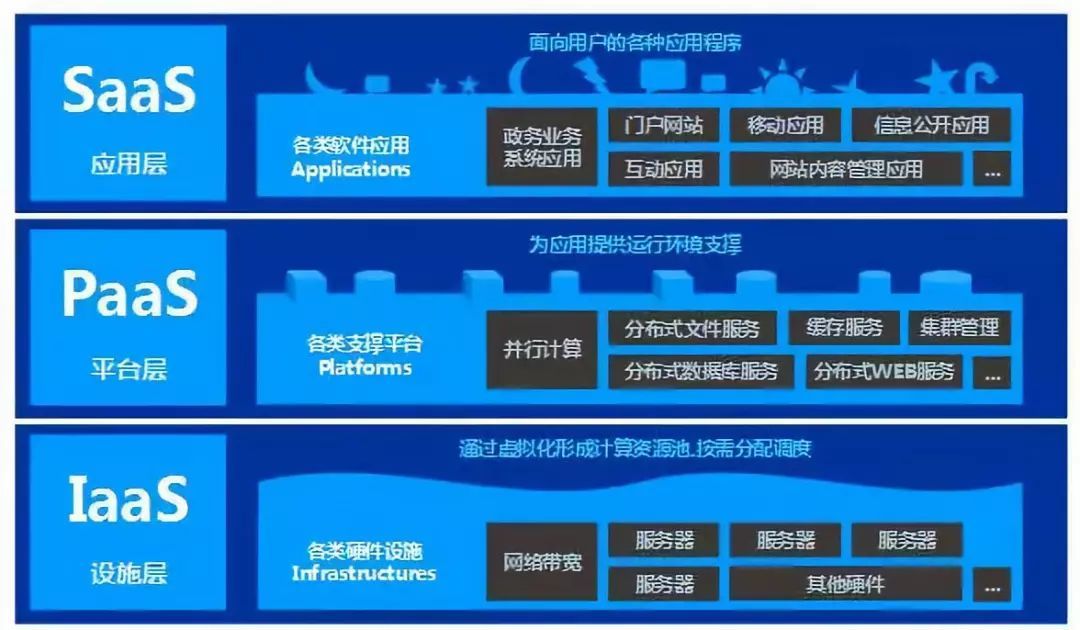 面向用户的各种应用程序
SaaS
应用层
各类软件应用
Applications
政务业务
系统应用
门户网站
移动应用
信息公开应用
互动应用
网站内容管理应用
...
为应用提供运行环境支撑
PaaS
平台层
各类支撑平台
Platforms
并行计算
分布式文件服务
缓存服务
集群管理
分布式数据库服务
分布式WEB服务
...
通过虚拟化形成计算资源池,按需分配调度
IaaS
设施层
各类硬件设施
Infrastructures
网络带宽
服务器
服务器
服务器
服务器
其他硬件
...